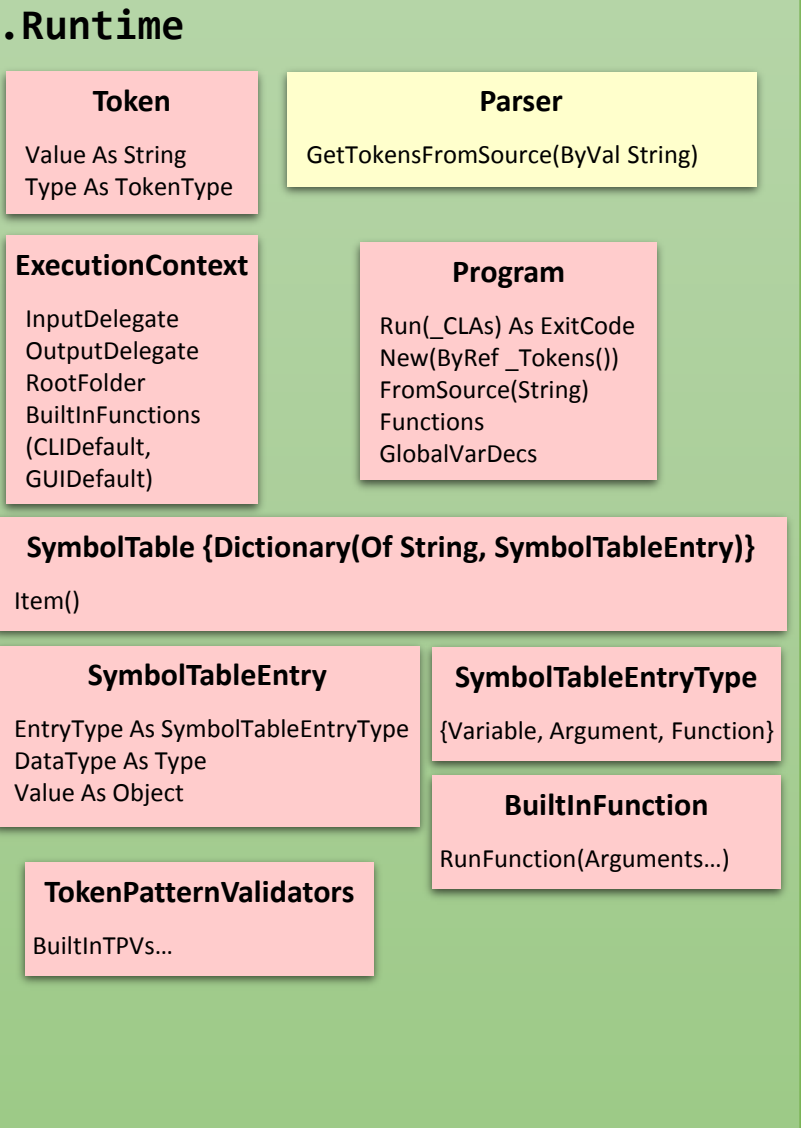 .Runtime
Token
Value As String
Type As TokenType
Parser
GetTokensFromSource(ByVal String)
ExecutionContext
InputDelegate
OutputDelegate
RootFolder
BuiltInFunctions
(CLIDefault,
GUIDefault)
Program
Run(_CLAs) As ExitCode
New(ByRef _Tokens())
FromSource(String)
Functions
GlobalVarDecs
SymbolTable {Dictionary(Of String, SymbolTableEntry)}
Item()
SymbolTableEntry
EntryType As SymbolTableEntryType
DataType As Type
Value As Object
SymbolTableEntryType
{Variable, Argument, Function}
BuiltInFunction
RunFunction(Arguments…)
TokenPatternValidators
BuiltInTPVs…